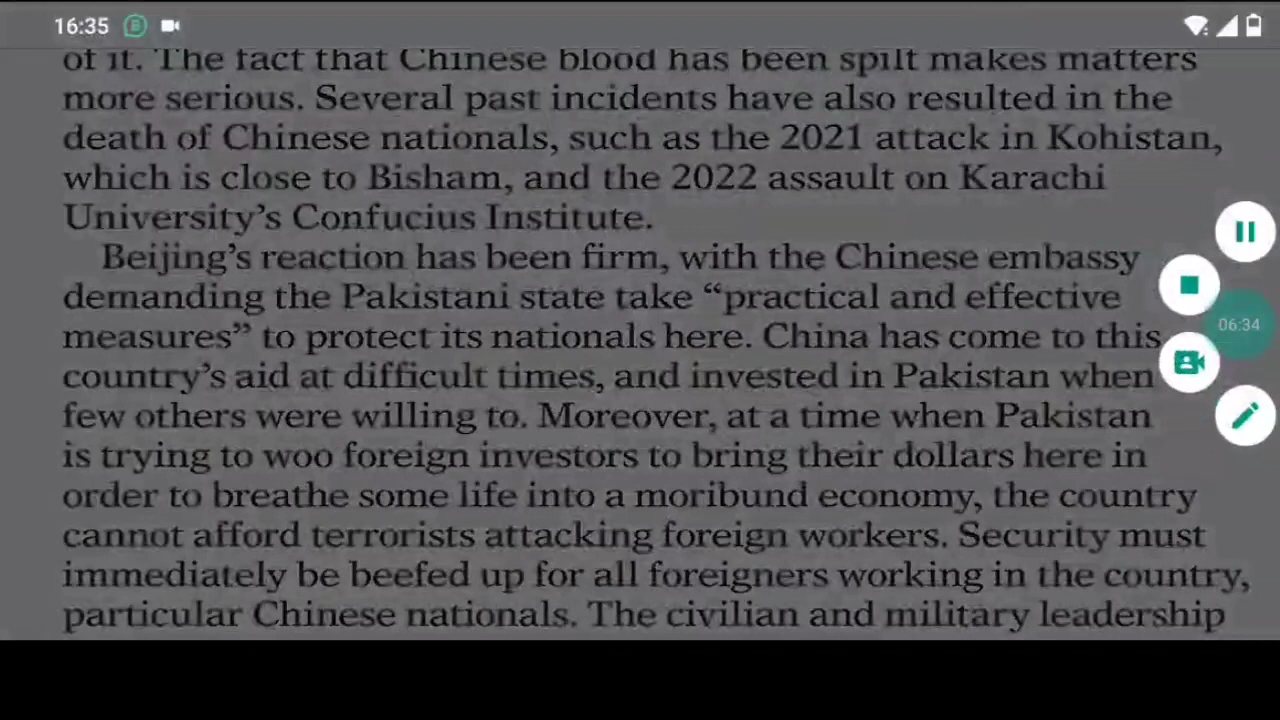 16:35
of it. The fact that Chinese blood has been spilt makes matters
more serious. Several past incidents have also resulted in the
death of Chinese nationals, such as the 2021 attack in Kohistan,
which is close to Bisham, and the 2022 assault on Karachi
University's Confucius Institute.
Beijing's reaction has been firm, with the Chinese embassy
demanding the Pakistani state take “practical and effective
measures” to protect its nationals here. China has come to this
country's aid at difficult times, and invested in Pakistan when
few others were willing to. Moreover, at a time when Pakistan
is trying to woo foreign investors to bring their dollars here in
order to breathe some life into a moribund economy, the country
cannot afford terrorists attacking foreign workers. Security must
immediately be beefed up for all foreigners working in the country,
particular Chinese nationals. The civilian and military leadership
06:34